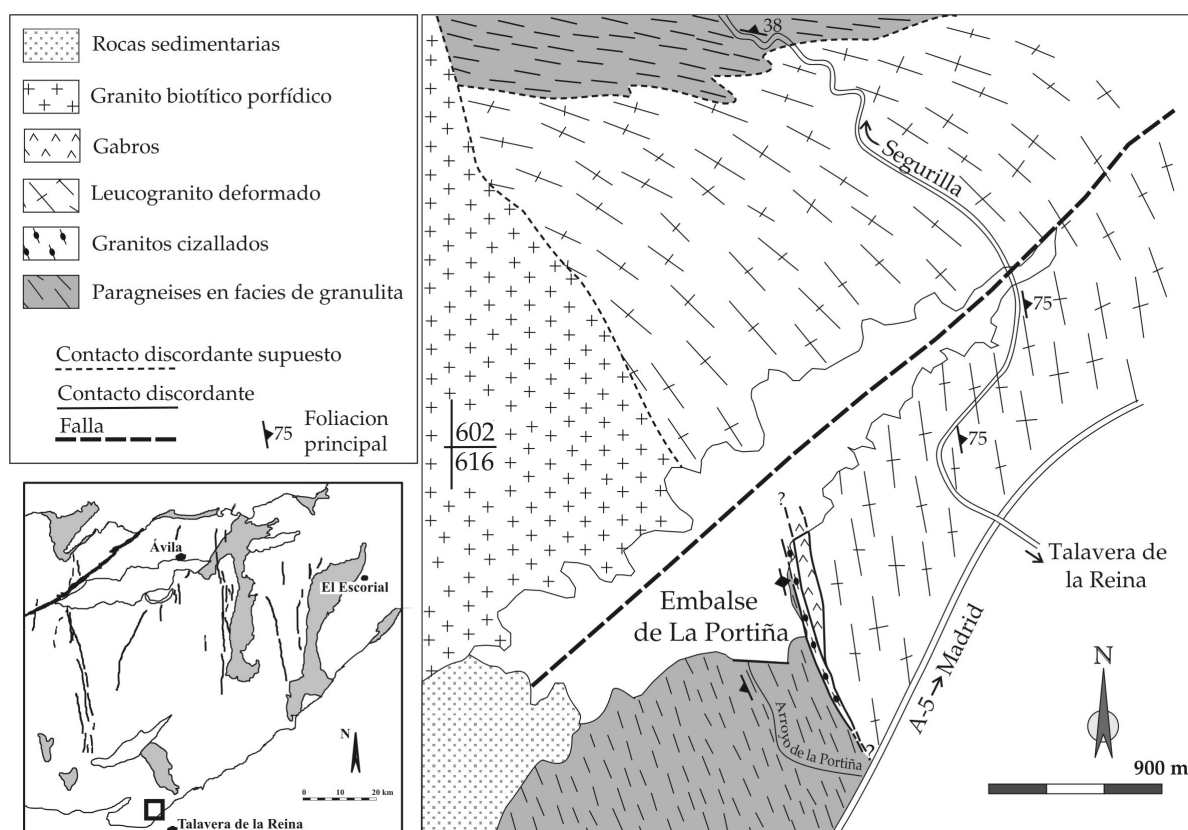 Rocas sedimentarias
Granito biotítico porfídico
Gabros
Leucogranito deformado
Granitos cizallados
Paragneises en facies de granulita
Contacto discordante supuesto
Contacto discordante
Falla
75
Foliacion
principal
Ávila
El Escorial
N
0 10 20 km
Talavera de la Reina
38
Segurilla
75
602
616
75
?
Talavera de
la Reina
Embalse
de La Portiña
A-5 → Madrid
N
Arroyo de la Portiña
?
900 m